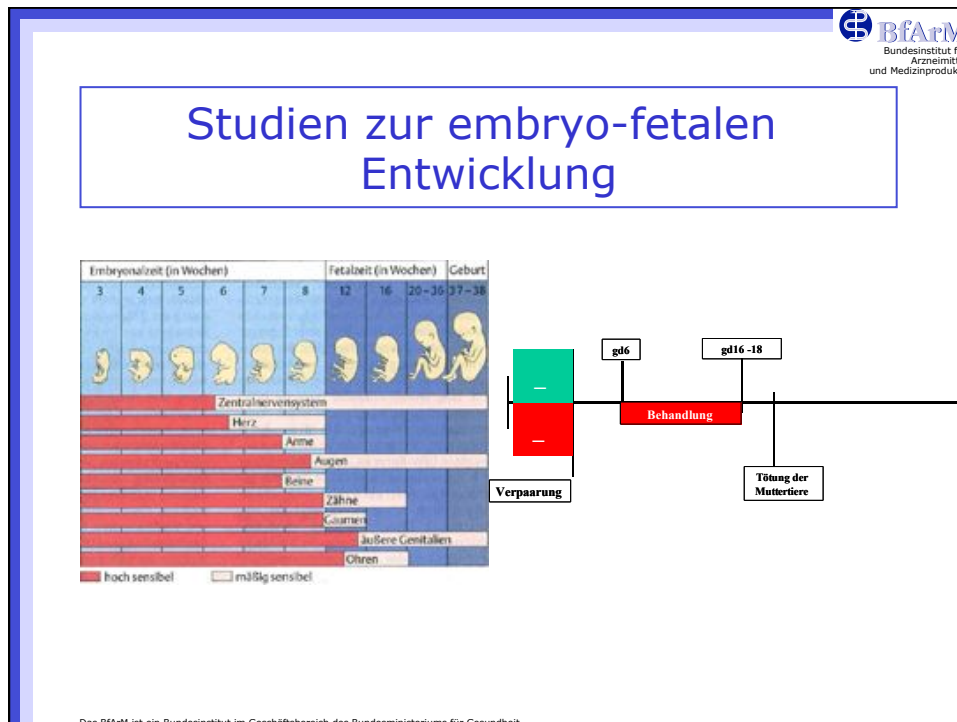 BfArM
Bundesinstitut f
Arzneimitt
und Medizinproduk
Studien zur embryo-fetalen
Entwicklung
Embryonalzeit (in Wochen) Fetalzeit (in Wochen) Geburt
3 4 5 6 7 8 12 16 20–36 37–38
Zentralnervensystem
Herz
Arme
Augen
Beine
Zähne
Gaumen
äußere Genitalien
Ohren
hoch sensibel mäßig sensibel
gd6
gd16 -18
Behandlung
Verpaarung
Tötung der
Muttertiere